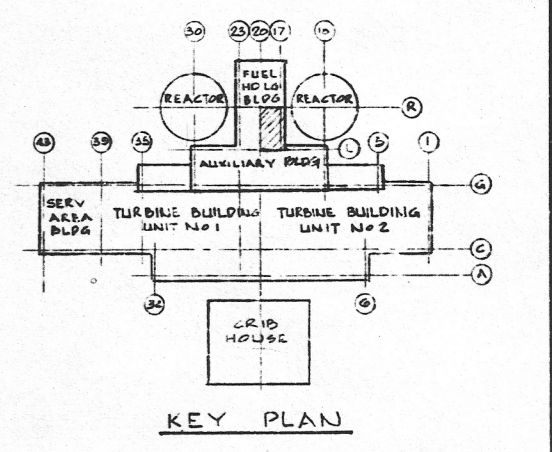 30 23 20 17 10
FUEL
HDLG
BLDG
REACTOR REACTOR
R
43 39 35 L 5 1
AUXILIARY BLDG
G
SERV
AREA
BLDG
TURBINE BUILDING
UNIT NO 1
TURBINE BUILDING
UNIT NO 2
C
A
32 6
CRIB
HOUSE
KEY PLAN